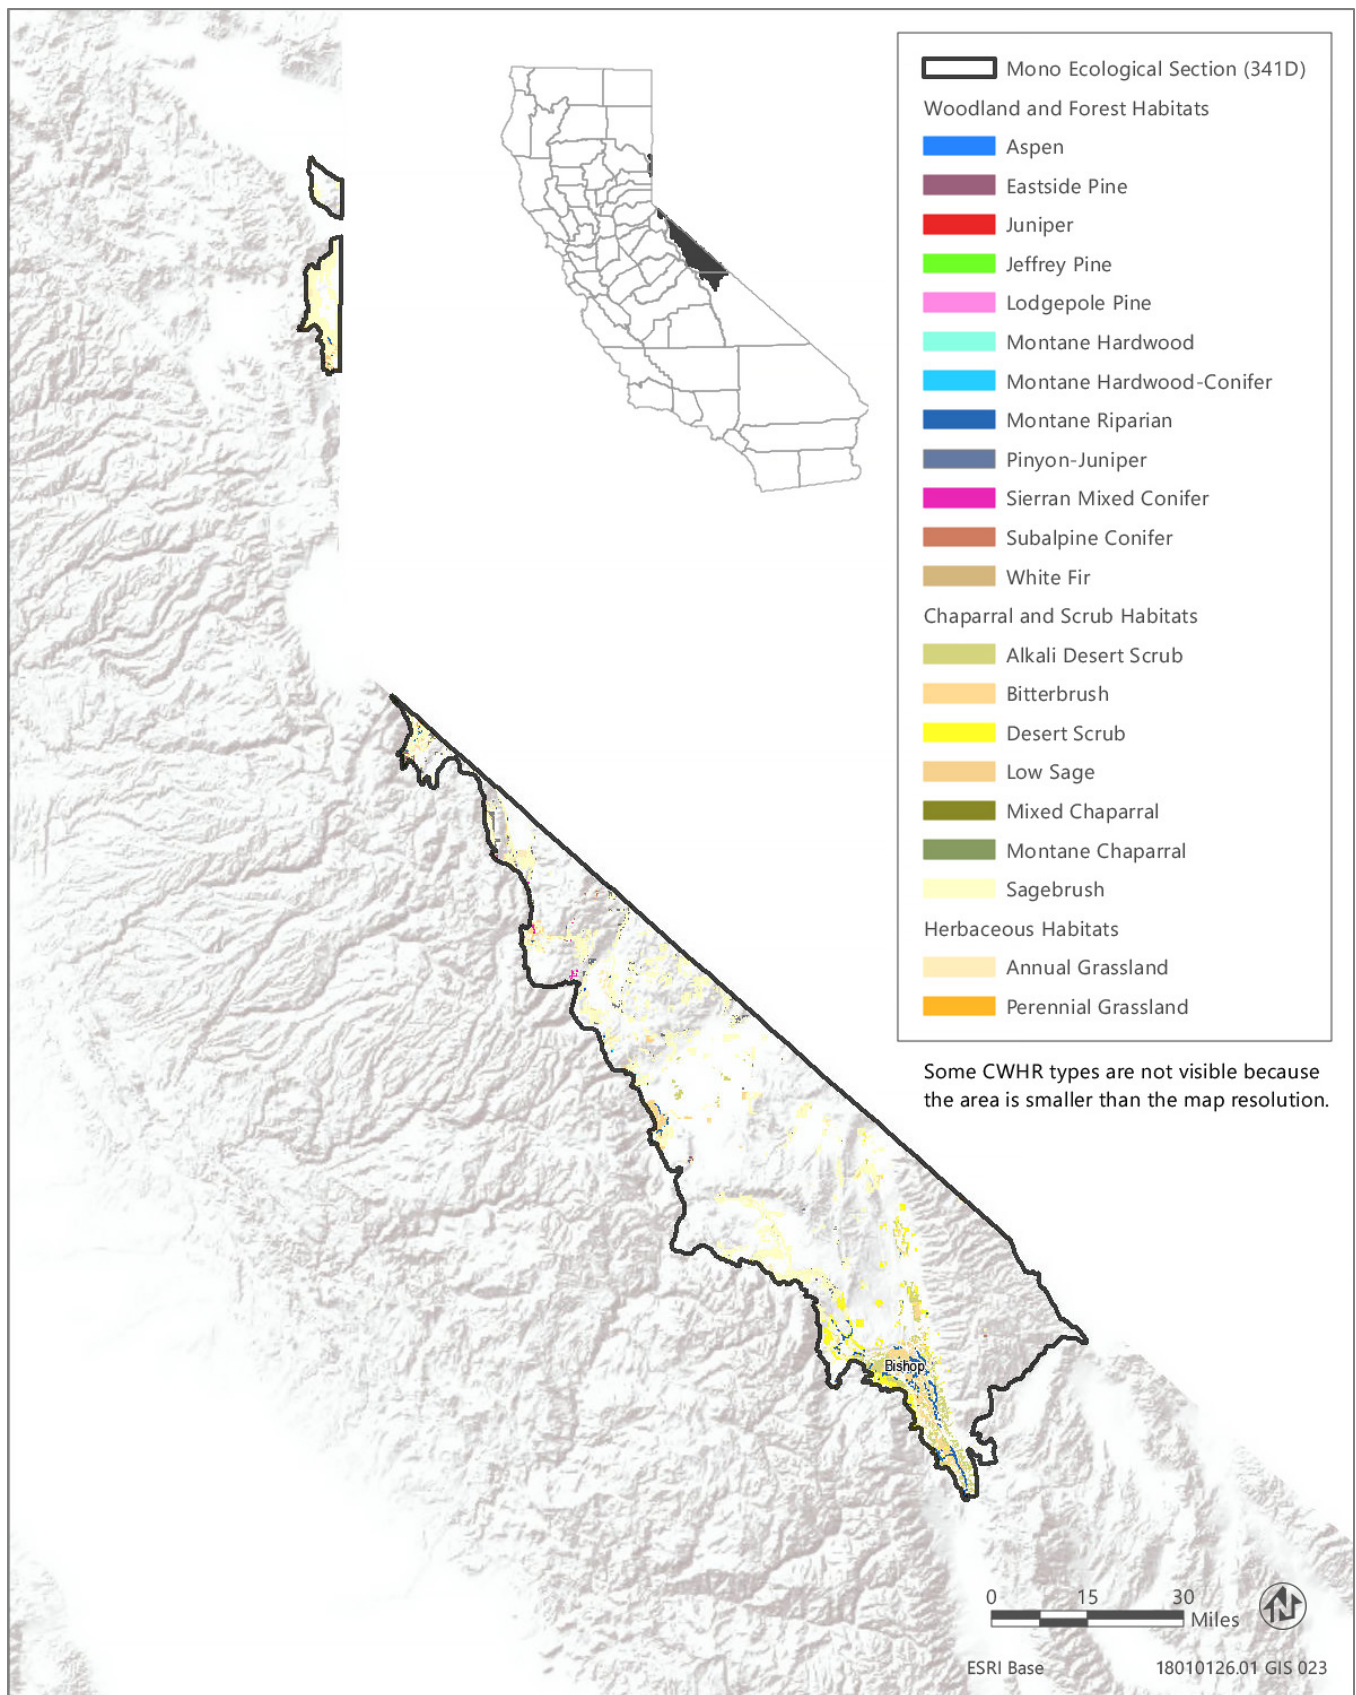 Mono Ecological Section (341D)
Woodland and Forest Habitats
Aspen
Eastside Pine
Juniper
Jeffrey Pine
Lodgepole Pine
Montane Hardwood
Montane Hardwood-Conifer
Montane Riparian
Pinyon-Juniper
Sierran Mixed Conifer
Subalpine Conifer
White Fir
Chaparral and Scrub Habitats
Alkali Desert Scrub
Bitterbrush
Desert Scrub
Low Sage
Mixed Chaparral
Montane Chaparral
Sagebrush
Herbaceous Habitats
Annual Grassland
Perennial Grassland
Some CWHR types are not visible because
the area is smaller than the map resolution.
Bishop
0 15 30
Miles
N
ESRI Base
18010126.01 GIS 023